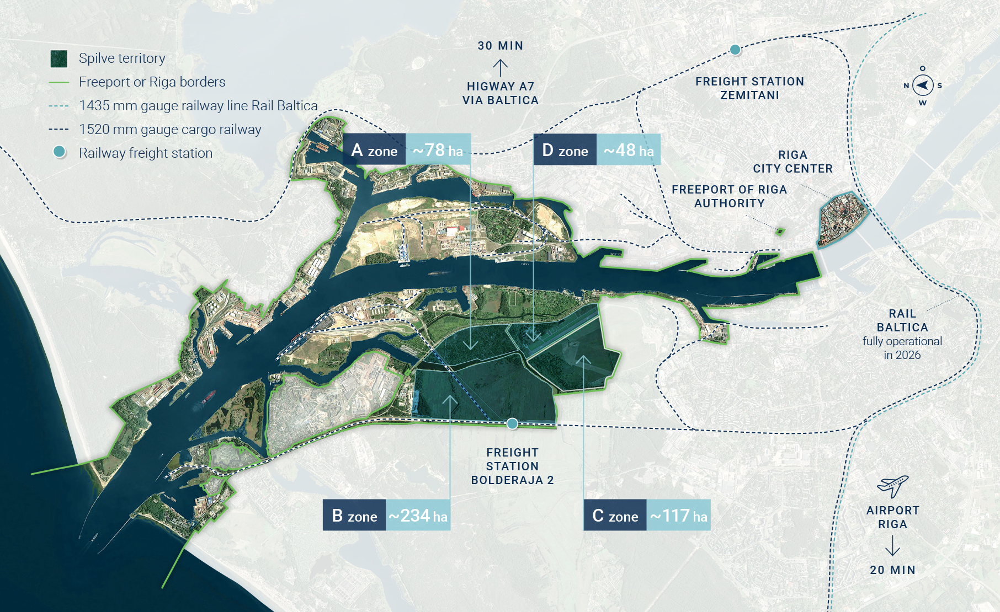 Spilve territory
Freeport or Riga borders
1435 mm gauge railway line Rail Baltica
1520 mm gauge cargo railway
Railway freight station
30 MIN
HIGWAY A7
VIA BALTICA
FREIGHT STATION
ZEMITANI
O
N S
W
A zone ~78 ha
D zone ~48 ha
RIGA
CITY CENTER
FREEPORT OF RIGA
AUTHORITY
RAIL
BALTICA
fully operational
in 2026
FREIGHT
STATION
BOLDERAJA 2
B zone ~234 ha
C zone ~117 ha
AIRPORT
RIGA
20 MIN